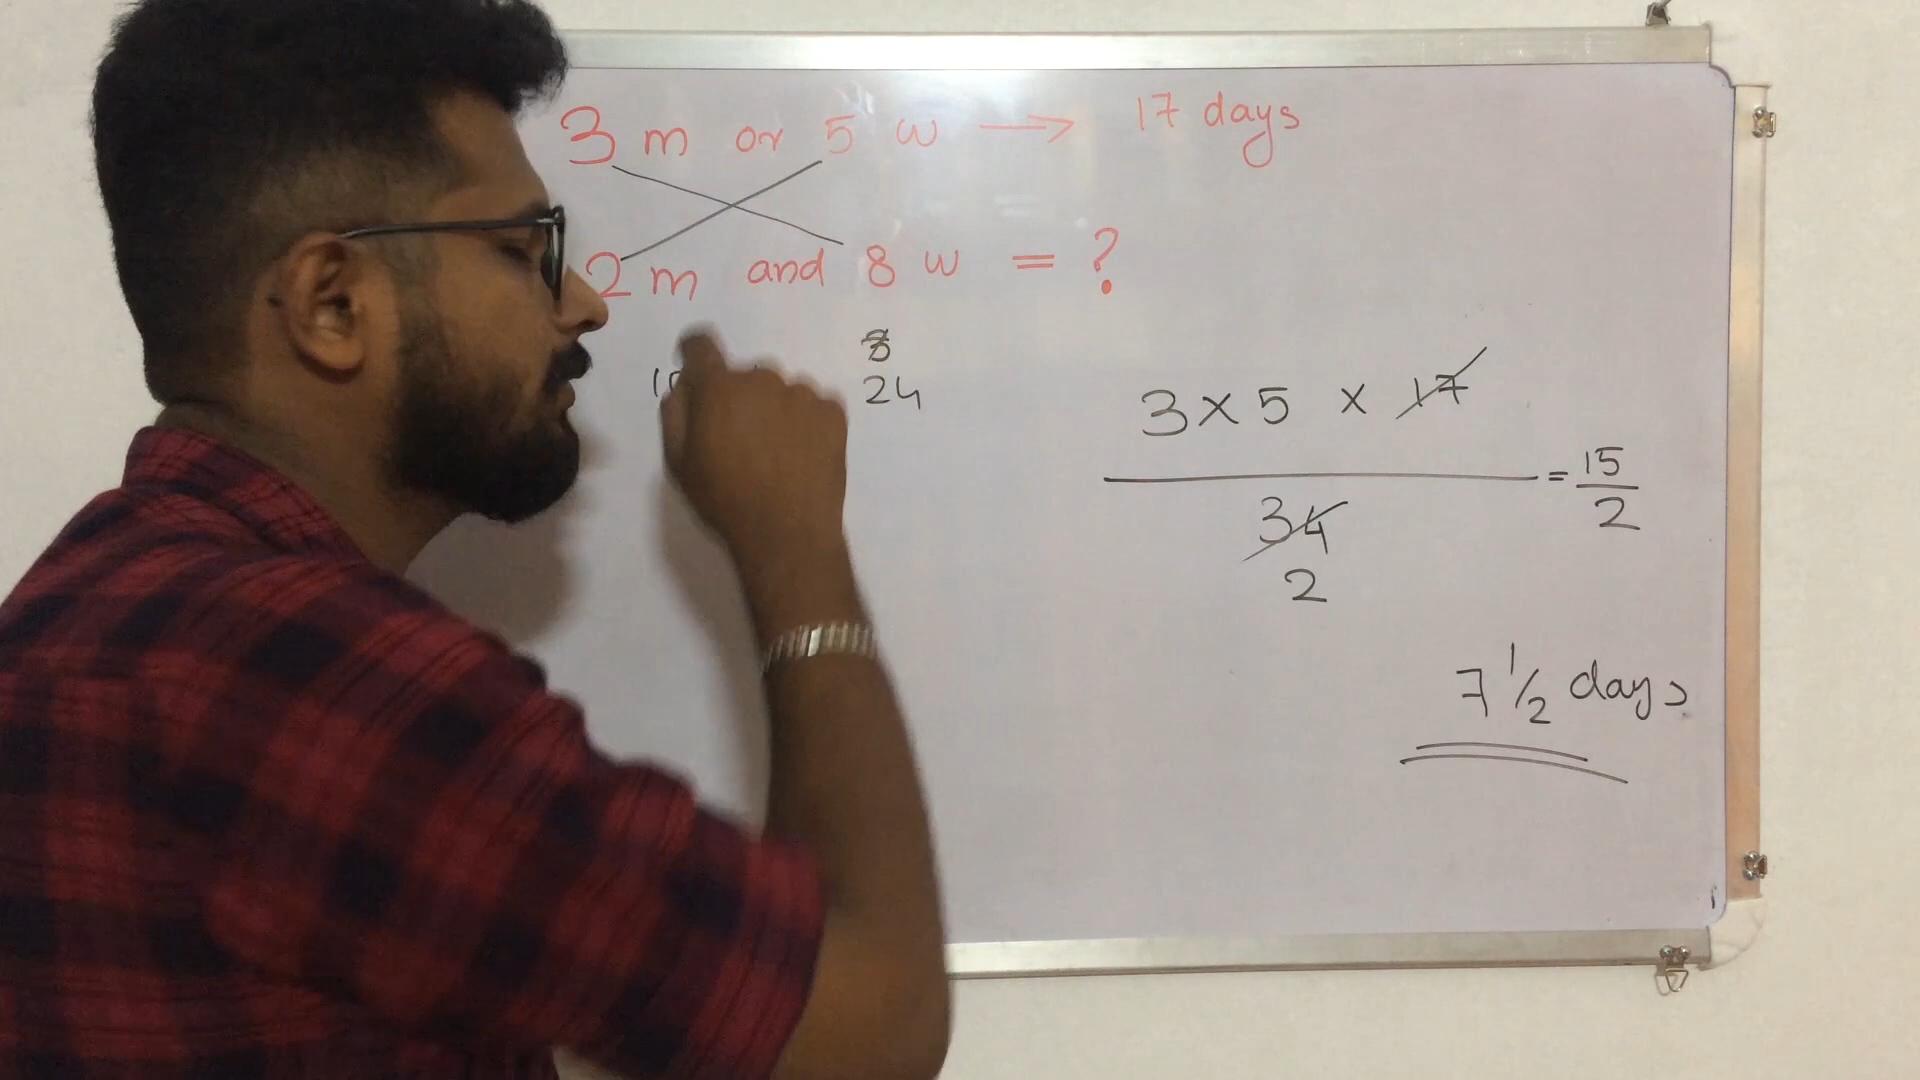 3 m or 5 w → 17 days
2 m and 8 w = ?
24
3 × 5 × 17
34
2
= 15/2
7 1/2 days